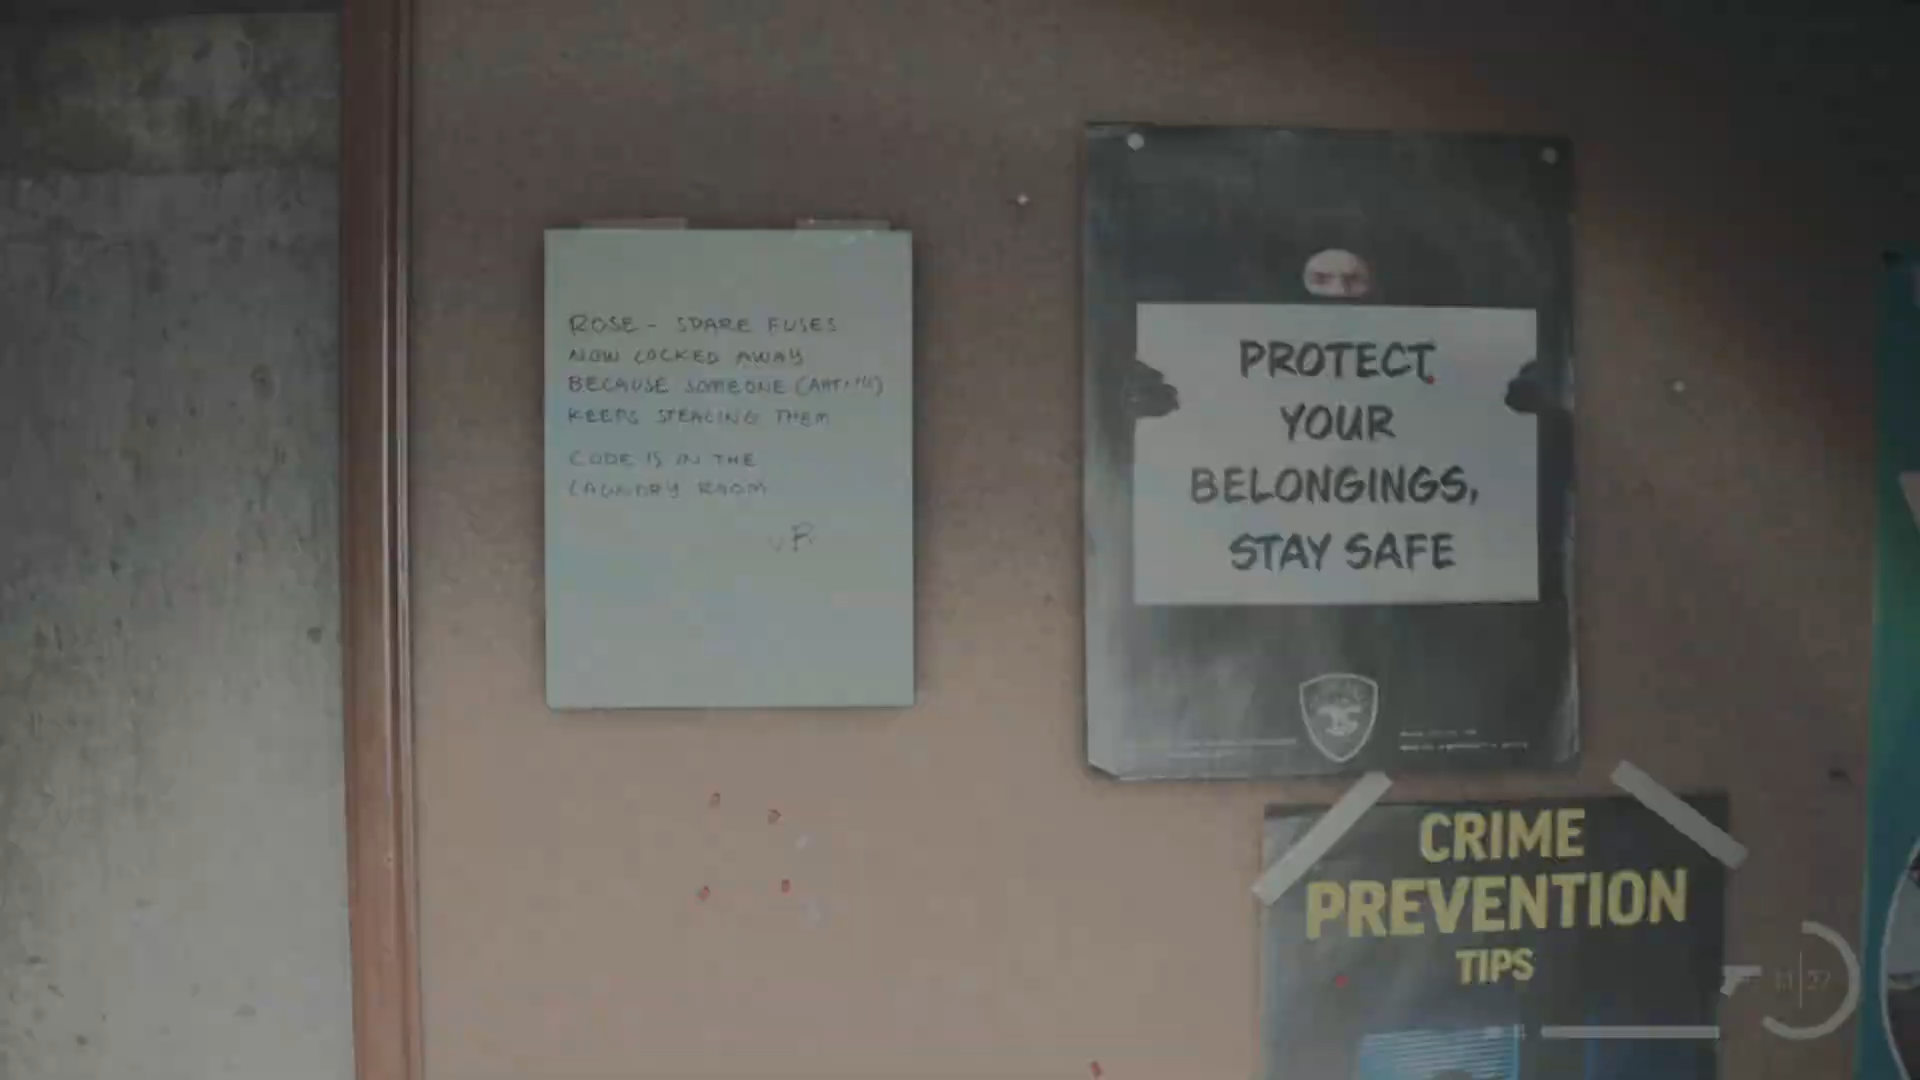 ROSE - SPARE FUSES
NOW LOCKED AWAY
BECAUSE SOMEONE (AHTI!!!)
KEEPS STEALING THEM
CODE IS IN THE
LAUNDRY ROOM
PROTECT
YOUR
BELONGINGS,
STAY SAFE
CRIME
PREVENTION
TIPS